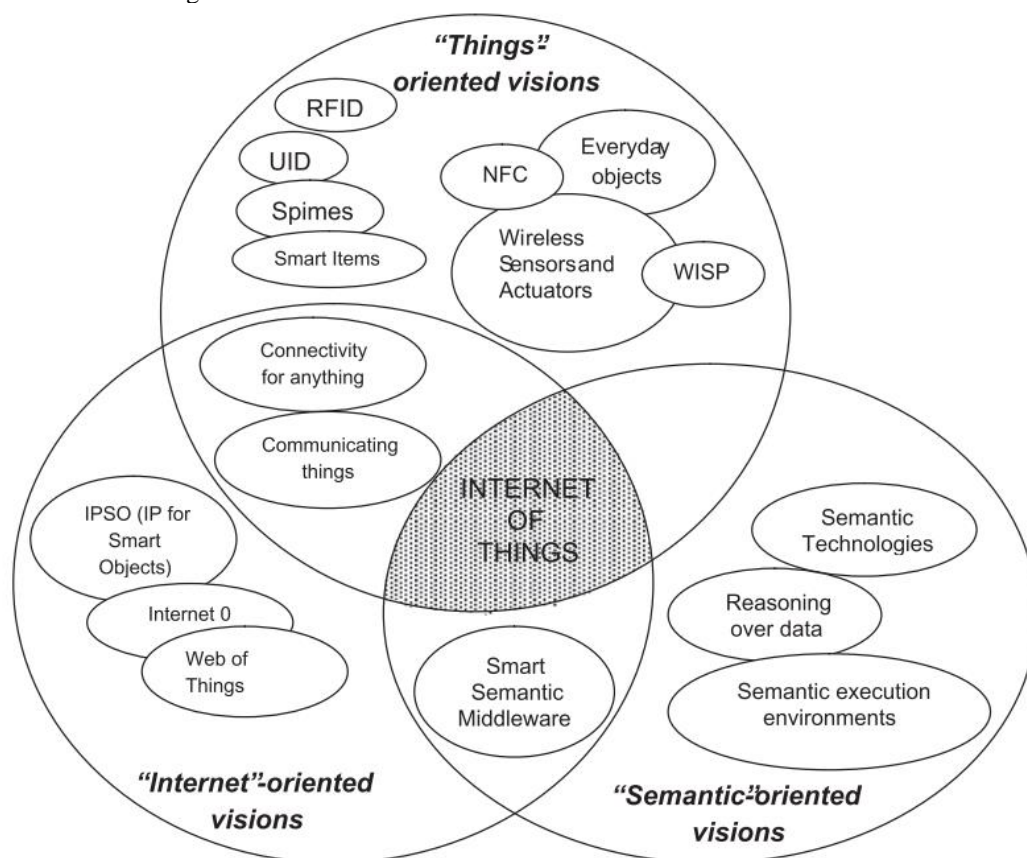 “Things”-
oriented visions
RFID
UID
Spimes
Smart Items
Everyday
objects
NFC
Wireless
Sensors and
Actuators
WISP
Connectivity
for anything
Communicating
things
INTERNET
OF
THINGS
IPSO (IP for
Smart
Objects)
Internet 0
Web of
Things
Semantic
Technologies
Reasoning
over data
Semantic execution
environments
Smart
Semantic
Middleware
“Internet”-oriented
visions
“Semantic”-oriented
visions